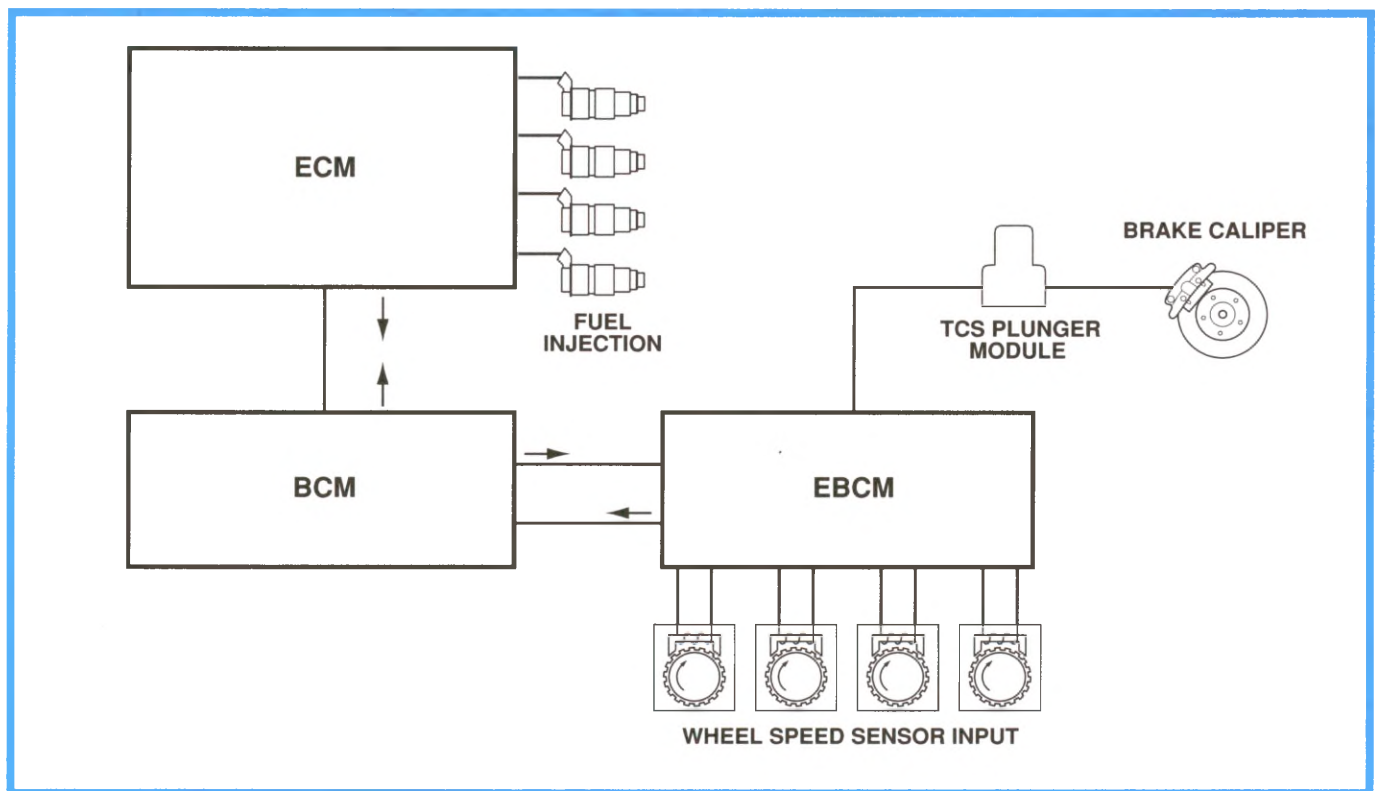 ECM
FUEL
INJECTION
BRAKE CALIPER
TCS PLUNGER
MODULE
BCM
EBCM
WHEEL SPEED SENSOR INPUT